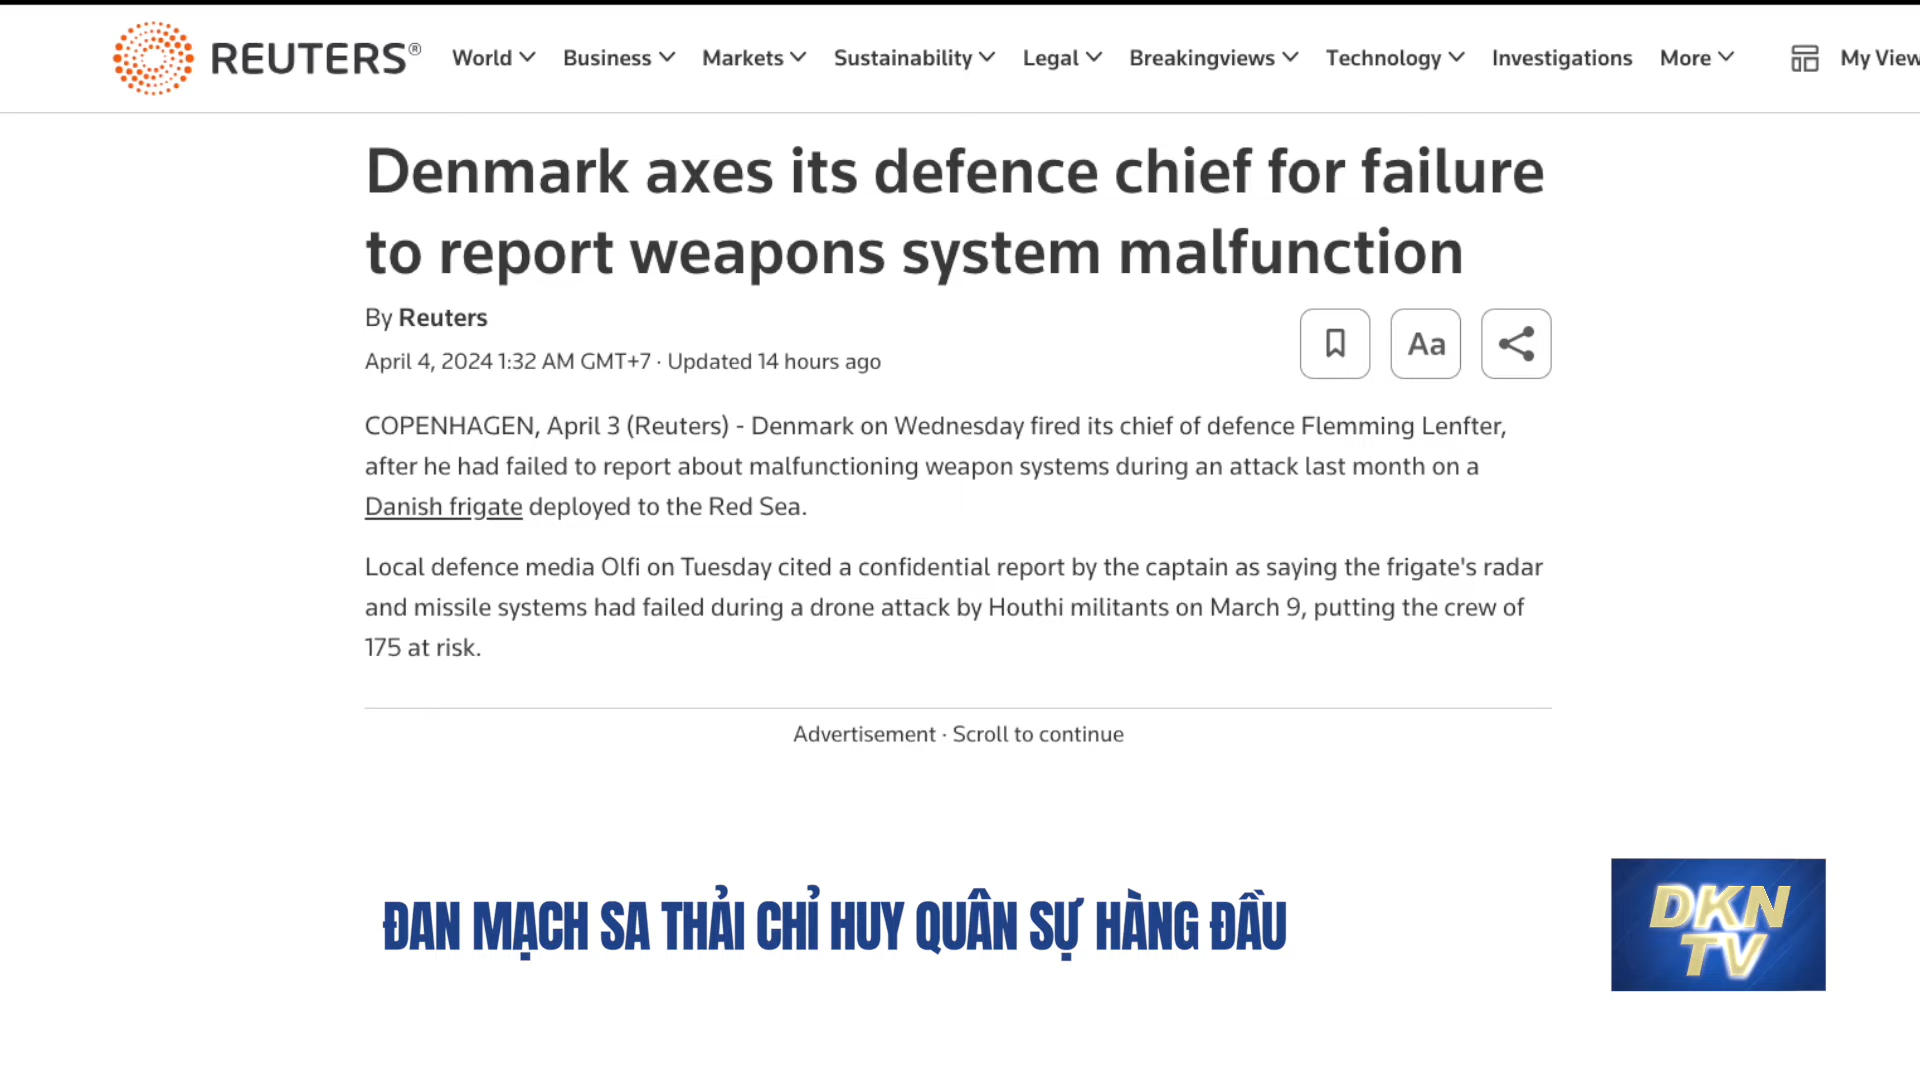 REUTERS® World Business Markets Sustainability Legal Breakingviews Technology Investigations More My View
Denmark axes its defence chief for failure
to report weapons system malfunction
By Reuters
Aa
April 4, 2024 1:32 AM GMT+7 · Updated 14 hours ago
COPENHAGEN, April 3 (Reuters) - Denmark on Wednesday fired its chief of defence Flemming Lenfter,
after he had failed to report about malfunctioning weapon systems during an attack last month on a
Danish frigate deployed to the Red Sea.
Local defence media Olfi on Tuesday cited a confidential report by the captain as saying the frigate's radar
and missile systems had failed during a drone attack by Houthi militants on March 9, putting the crew of
175 at risk.
Advertisement · Scroll to continue
ĐAN MẠCH SA THẢI CHỈ HUY QUÂN SỰ HÀNG ĐẦU
DKN
TV